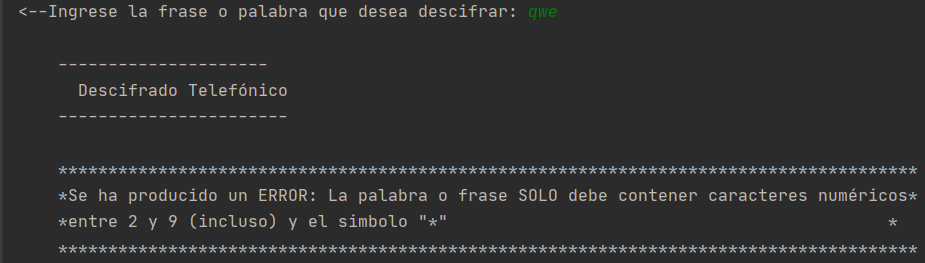 <--Ingrese la frase o palabra que desea descifrar: qwe
---------------------
Descifrado Telefónico
-----------------------
**************************************************************************************
*Se ha producido un ERROR: La palabra o frase SOLO debe contener caracteres numéricos*
*entre 2 y 9 (incluso) y el simbolo "*" *
**************************************************************************************